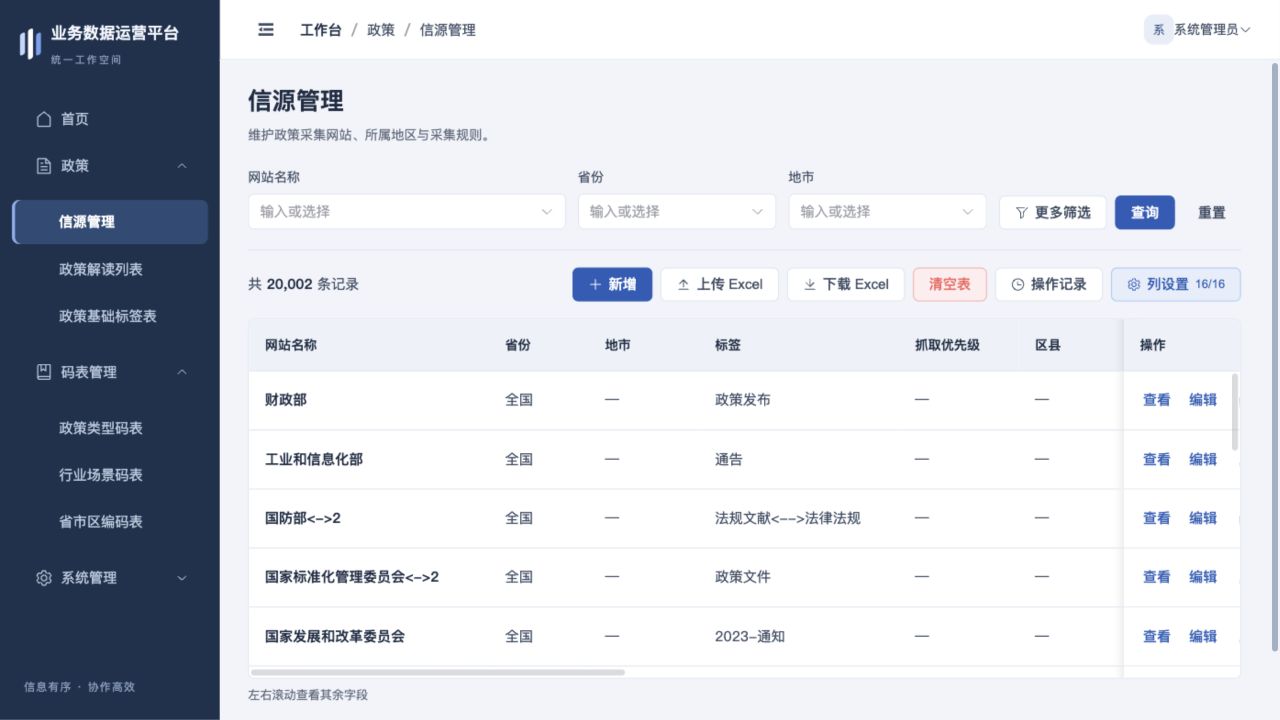 业务数据运营平台
统一工作空间
首页
政策
信源管理
政策解读列表
政策基础标签表
码表管理
政策类型码表
行业场景码表
省市区编码表
系统管理
信息有序 · 协作高效
工作台 / 政策 / 信源管理
系 系统管理员
信源管理
维护政策采集网站、所属地区与采集规则。
网站名称 省份 地市
输入或选择 输入或选择 输入或选择 更多筛选 查询 重置
共 20,002 条记录 新增 上传 Excel 下载 Excel 清空表 操作记录 列设置 16/16
网站名称 省份 地市 标签 抓取优先级 区县 操作
财政部 全国 — 政策发布 — — 查看 编辑
工业和信息化部 全国 — 通告 — — 查看 编辑
国防部<->2 全国 — 法规文献<-->法律法规 — — 查看 编辑
国家标准化管理委员会<->2 全国 — 政策文件 — — 查看 编辑
国家发展和改革委员会 全国 — 2023-通知 — — 查看 编辑
左右滚动查看其余字段